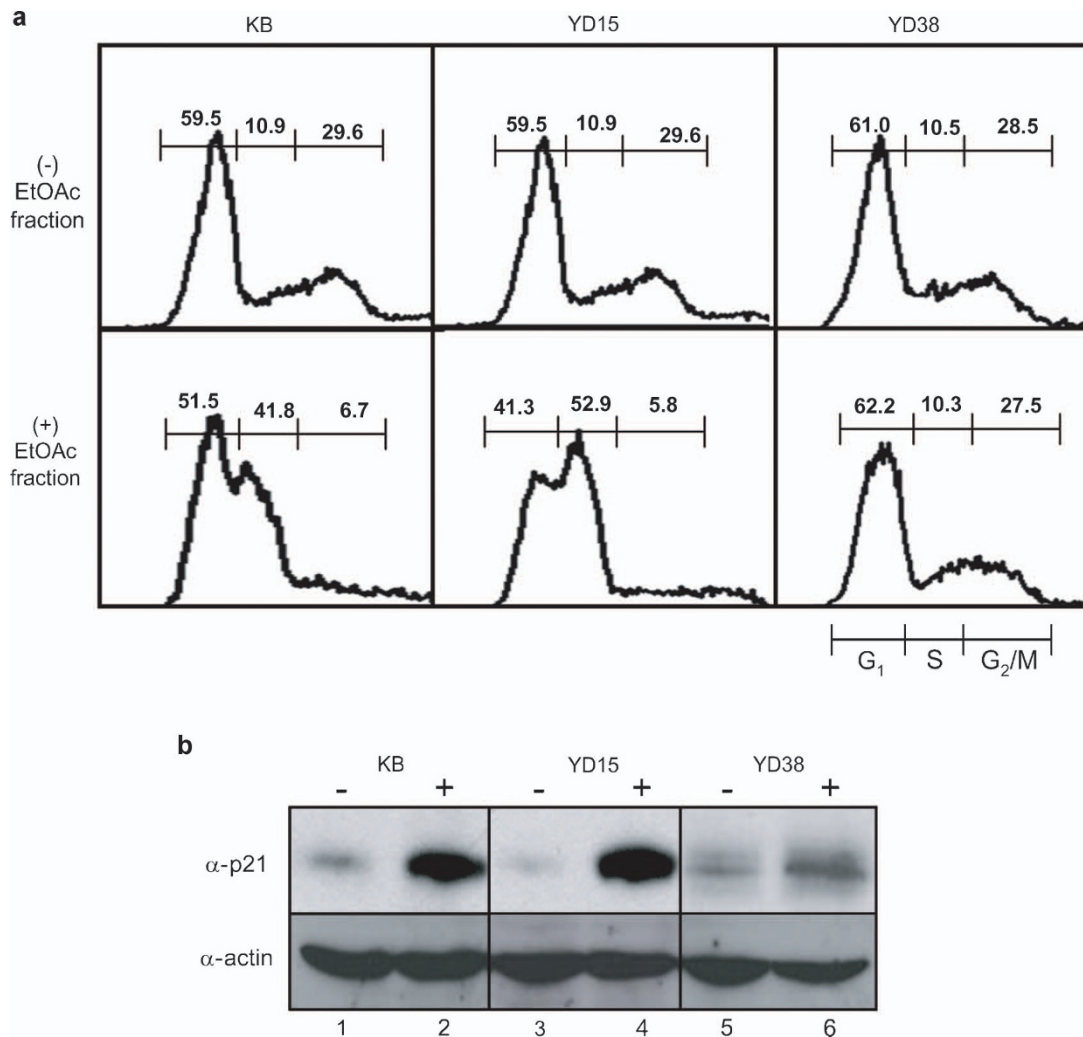 a
KB YD15 YD38
(-)
EtOAc
fraction
59.5 10.9 29.6
59.5 10.9 29.6
61.0 10.5 28.5
(+)
EtOAc
fraction
51.5 41.8 6.7
41.3 52.9 5.8
62.2 10.3 27.5
G1 S G2/M
b
KB YD15 YD38
- + - + - +
α-p21
α-actin
1 2 3 4 5 6